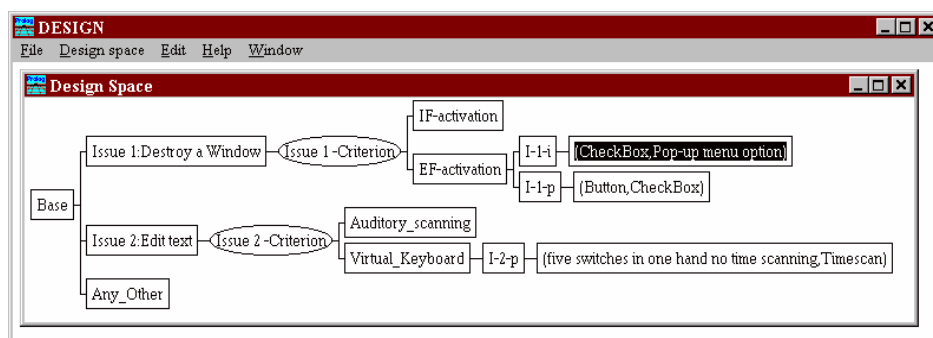 DESIGN
File Design space Edit Help Window
Design Space
IF-activation
Issue 1:Destroy a Window
Issue 1 -Criterion
I-1-i
(CheckBox,Pop-up menu option)
EF-activation
I-1-p
(Button,CheckBox)
Base
Auditory_scanning
Issue 2:Edit text
Issue 2 -Criterion
Virtual_Keyboard
I-2-p
(five switches in one hand no time scanning,Timescan)
Any_Other